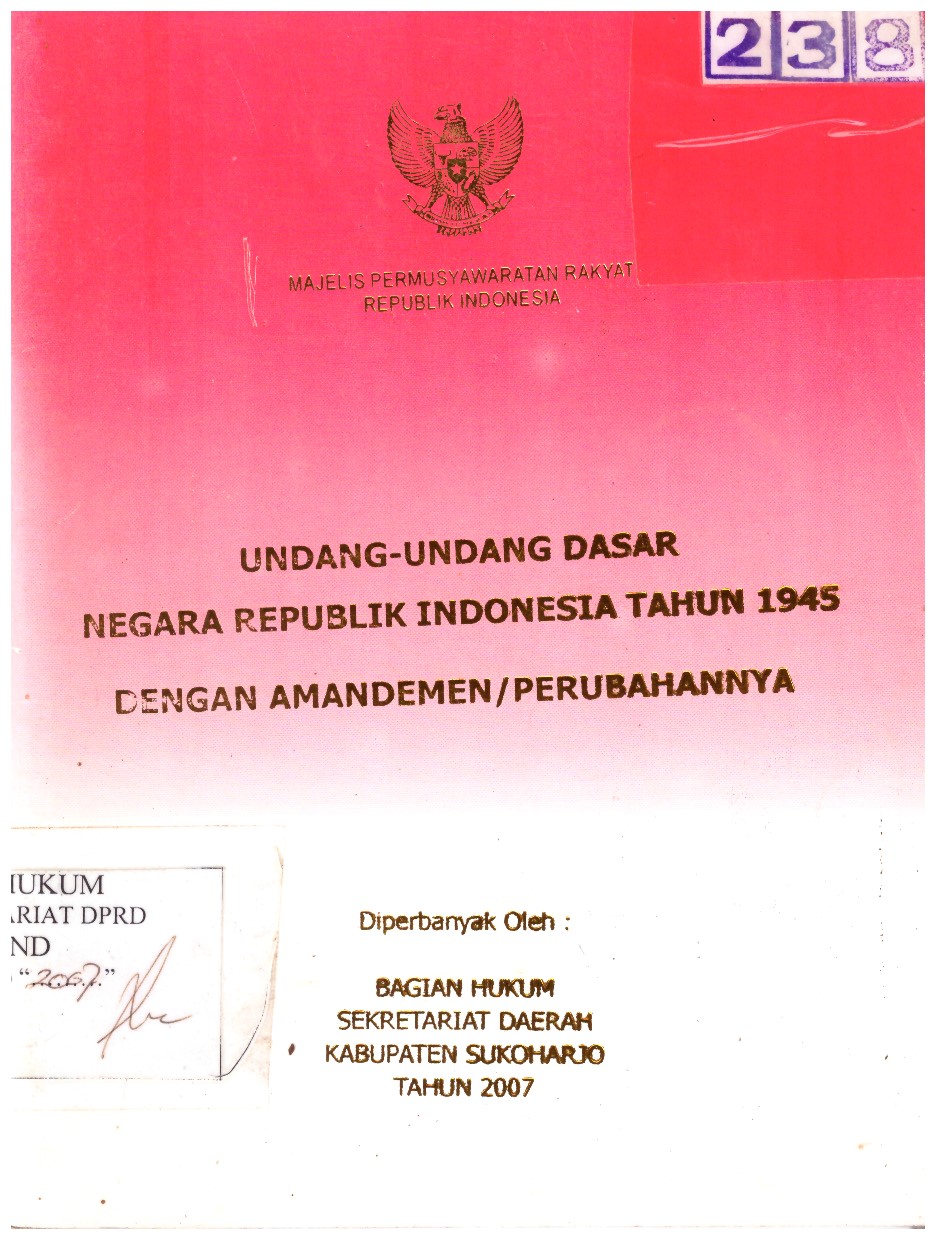 238
MAJELIS PERMUSYAWARATAN RAKYAT
REPUBLIK INDONESIA
UNDANG-UNDANG DASAR
NEGARA REPUBLIK INDONESIA TAHUN 1945
DENGAN AMANDEMEN/PERUBAHANNYA
HUKUM
ARIAT DPRD
ND
“2007”
Diperbanyak Oleh :
BAGIAN HUKUM
SEKRETARIAT DAERAH
KABUPATEN SUKOHARJO
TAHUN 2007